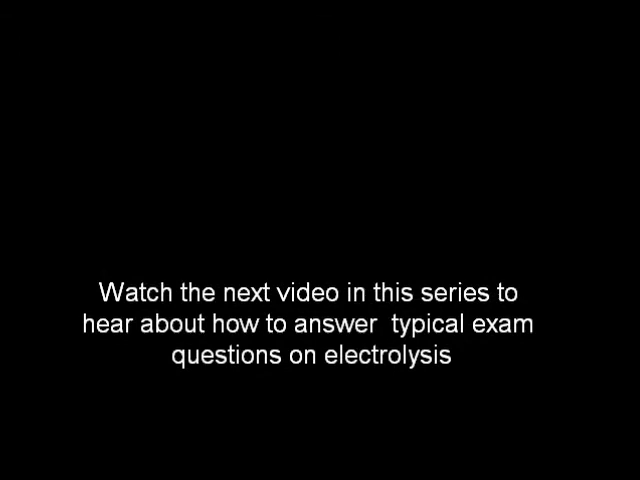 Watch the next video in this series to
hear about how to answer  typical exam
questions on electrolysis